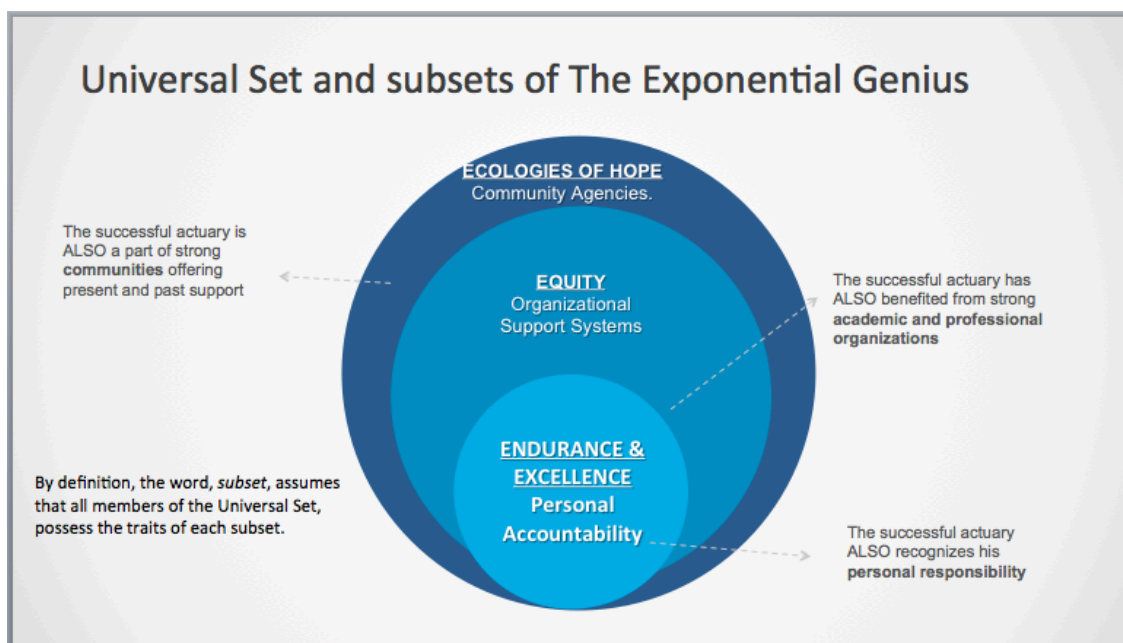 Universal Set and subsets of The Exponential Genius
ECOLOGIES OF HOPE
Community Agencies.
The successful actuary is
ALSO a part of strong
communities offering
present and past support
EQUITY
Organizational
Support Systems
The successful actuary has
ALSO benefited from strong
academic and professional
organizations
ENDURANCE &
EXCELLENCE
Personal
Accountability
By definition, the word, subset, assumes
that all members of the Universal Set,
possess the traits of each subset.
The successful actuary
ALSO recognizes his
personal responsibility